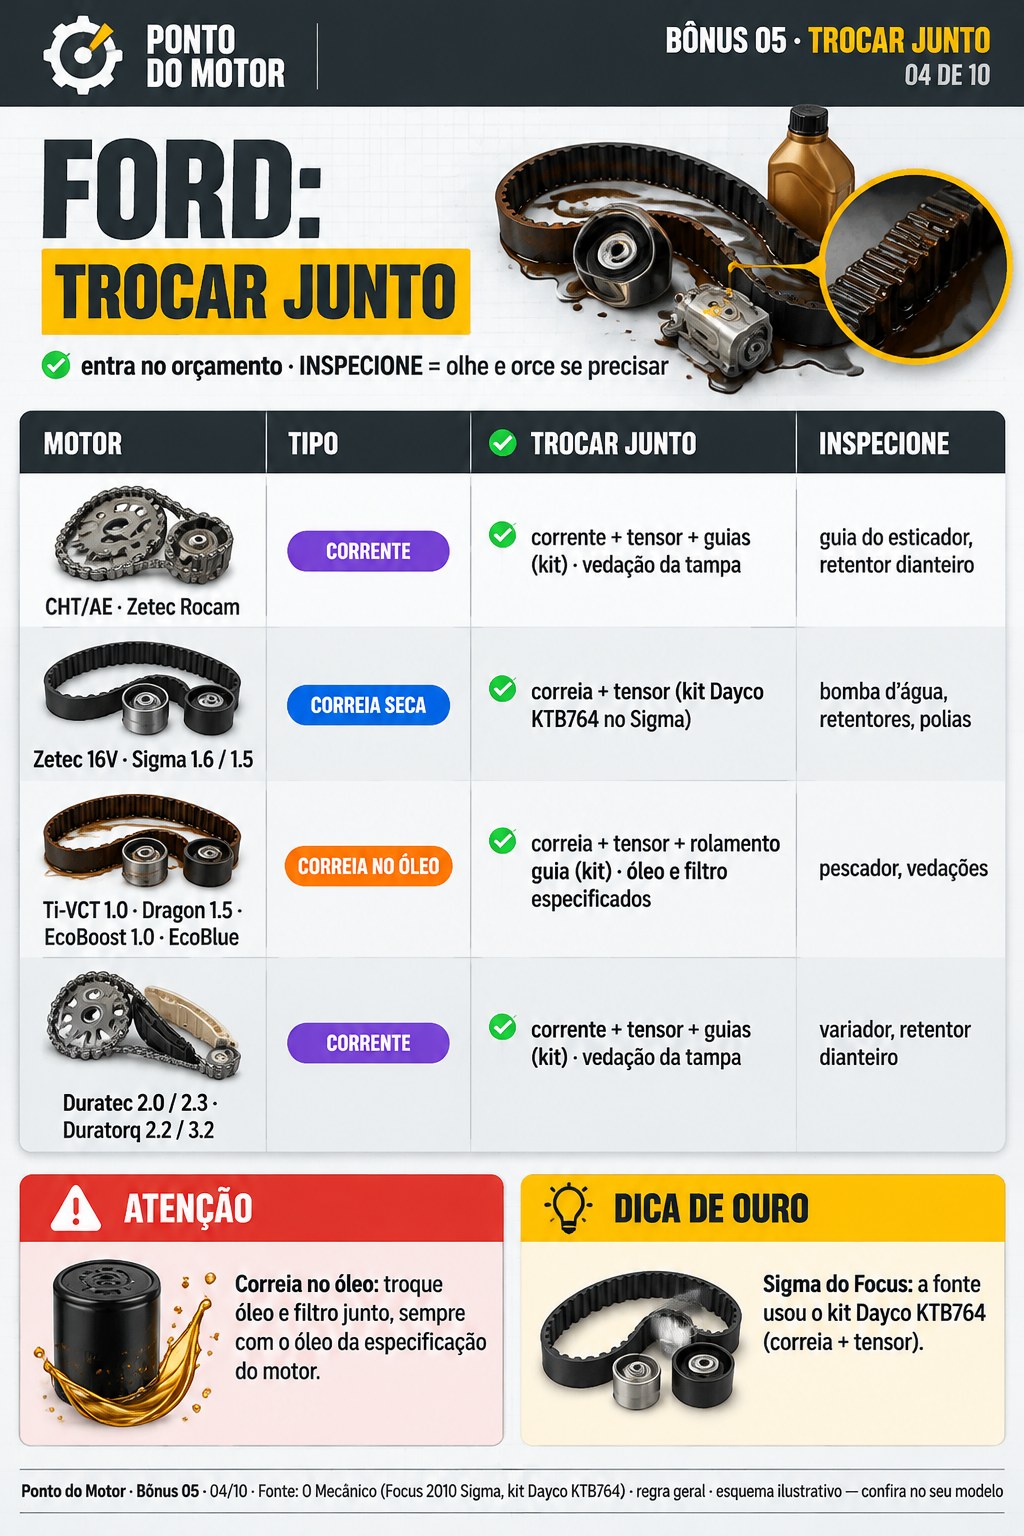 PONTO
DO MOTOR
BÔNUS 05 · TROCAR JUNTO
04 DE 10
FORD:
TROCAR JUNTO
entra no orçamento · INSPECIONE = olhe e orce se precisar
MOTOR
TIPO
TROCAR JUNTO
INSPECIONE
CHT/AE · Zetec Rocam
CORRENTE
corrente + tensor + guias
(kit) · vedação da tampa
guia do esticador,
retentor dianteiro
Zetec 16V · Sigma 1.6 / 1.5
CORREIA SECA
correia + tensor (kit Dayco
KTB764 no Sigma)
bomba d'água,
retentores, polias
Ti-VCT 1.0 · Dragon 1.5 ·
EcoBoost 1.0 · EcoBlue
CORREIA NO ÓLEO
correia + tensor + rolamento
guia (kit) · óleo e filtro
especificados
pescador, vedações
Duratec 2.0 / 2.3 ·
Duratorq 2.2 / 3.2
CORRENTE
corrente + tensor + guias
(kit) · vedação da tampa
variador, retentor
dianteiro
ATENÇÃO
Correia no óleo: troque
óleo e filtro junto, sempre
com o óleo da especificação
do motor.
DICA DE OURO
Sigma do Focus: a fonte
usou o kit Dayco KTB764
(correia + tensor).
Ponto do Motor · Bônus 05 · 04/10 · Fonte: O Mecânico (Focus 2010 Sigma, kit Dayco KTB764) · regra geral · esquema ilustrativo — confira no seu modelo